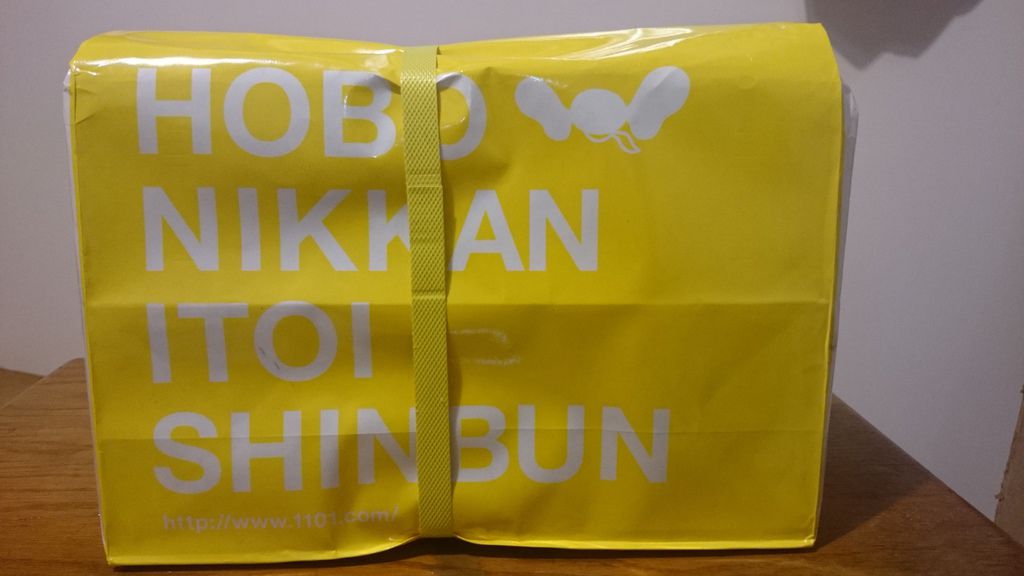 HOBO
NIKKAN
ITOI
SHINBUN
http://www.1101.com/